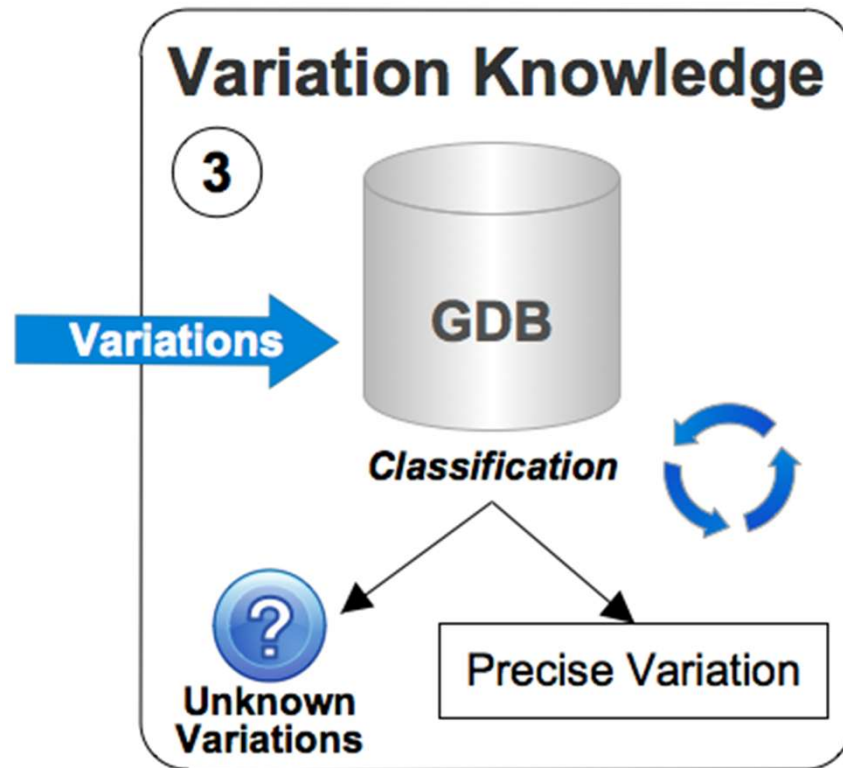 Variation Knowledge
3
GDB
Variations
Classification
?
Unknown
Variations
Precise Variation